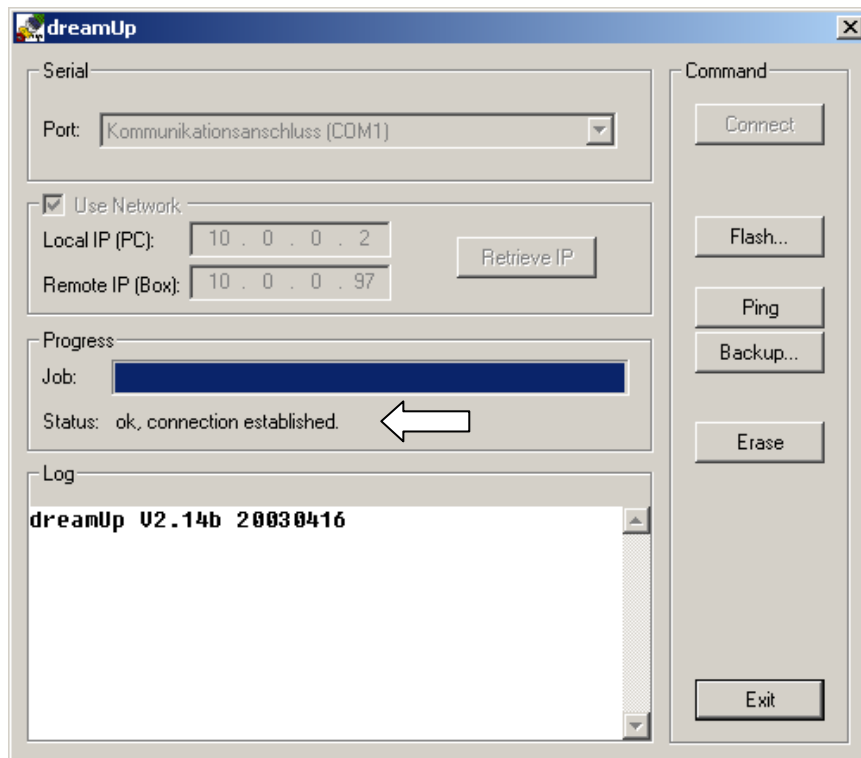 dreamUp
Serial
Port: Kommunikationsanschluss (COM1)
Use Network
Local IP (PC): 10 . 0 . 0 . 2
Remote IP (Box): 10 . 0 . 0 . 97
Retrieve IP
Progress
Job:
Status: ok, connection established.
Log
dreamUp V2.14b 20030416
Command
Connect
Flash...
Ping
Backup...
Erase
Exit